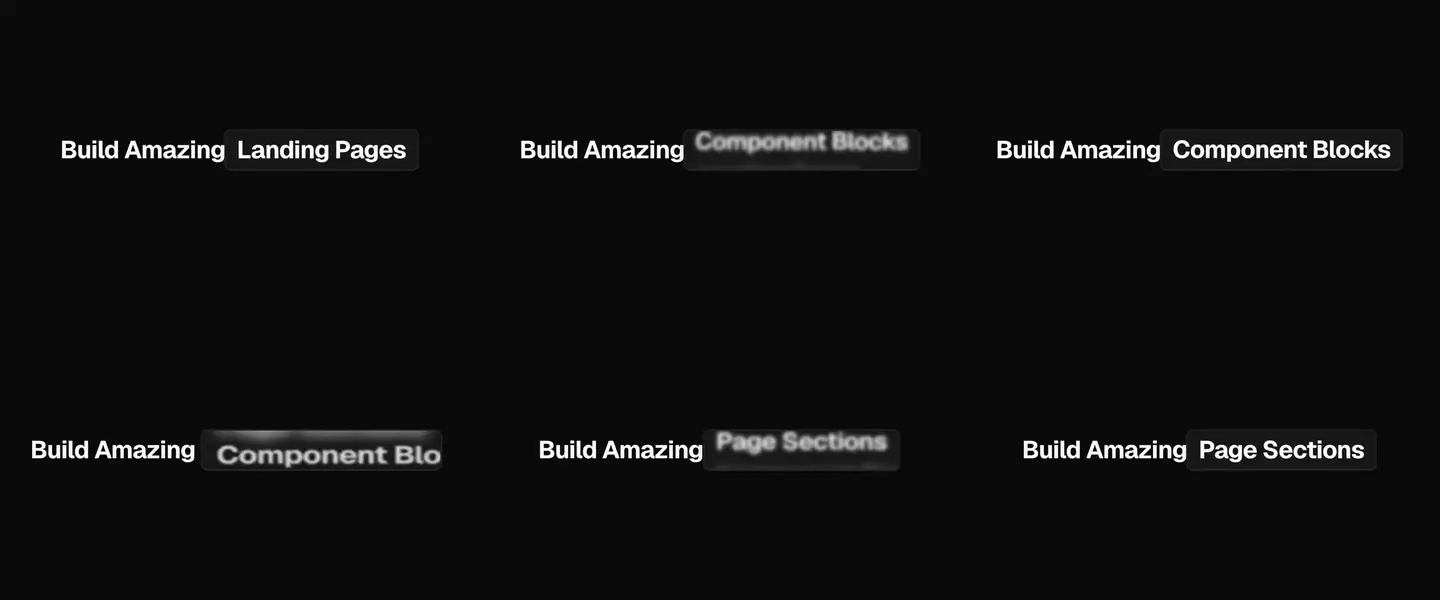 Build Amazing Landing Pages
Build Amazing Component Blocks
Build Amazing Component Blocks
Build Amazing Component Blo
Build Amazing Page Sections
Build Amazing Page Sections